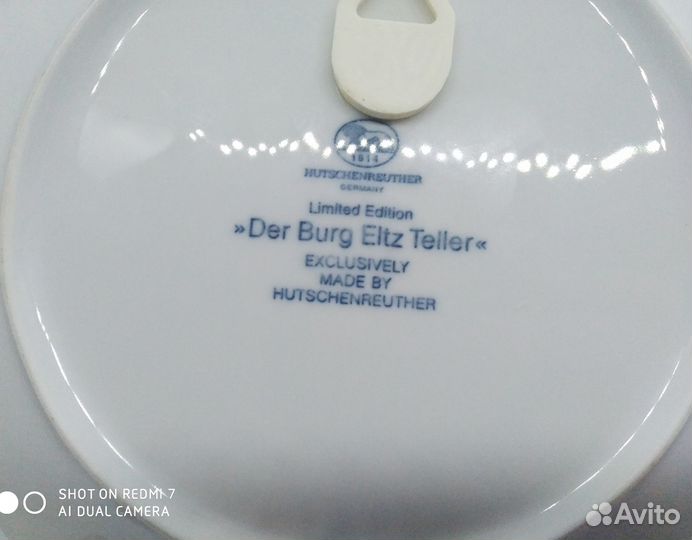 1814
HUTSCHENREUTHER
GERMANY
Limited Edition
»Der Burg Eltz Teller«
EXCLUSIVELY
MADE BY
HUTSCHENREUTHER
SHOT ON REDMI 7
AI DUAL CAMERA
Avito